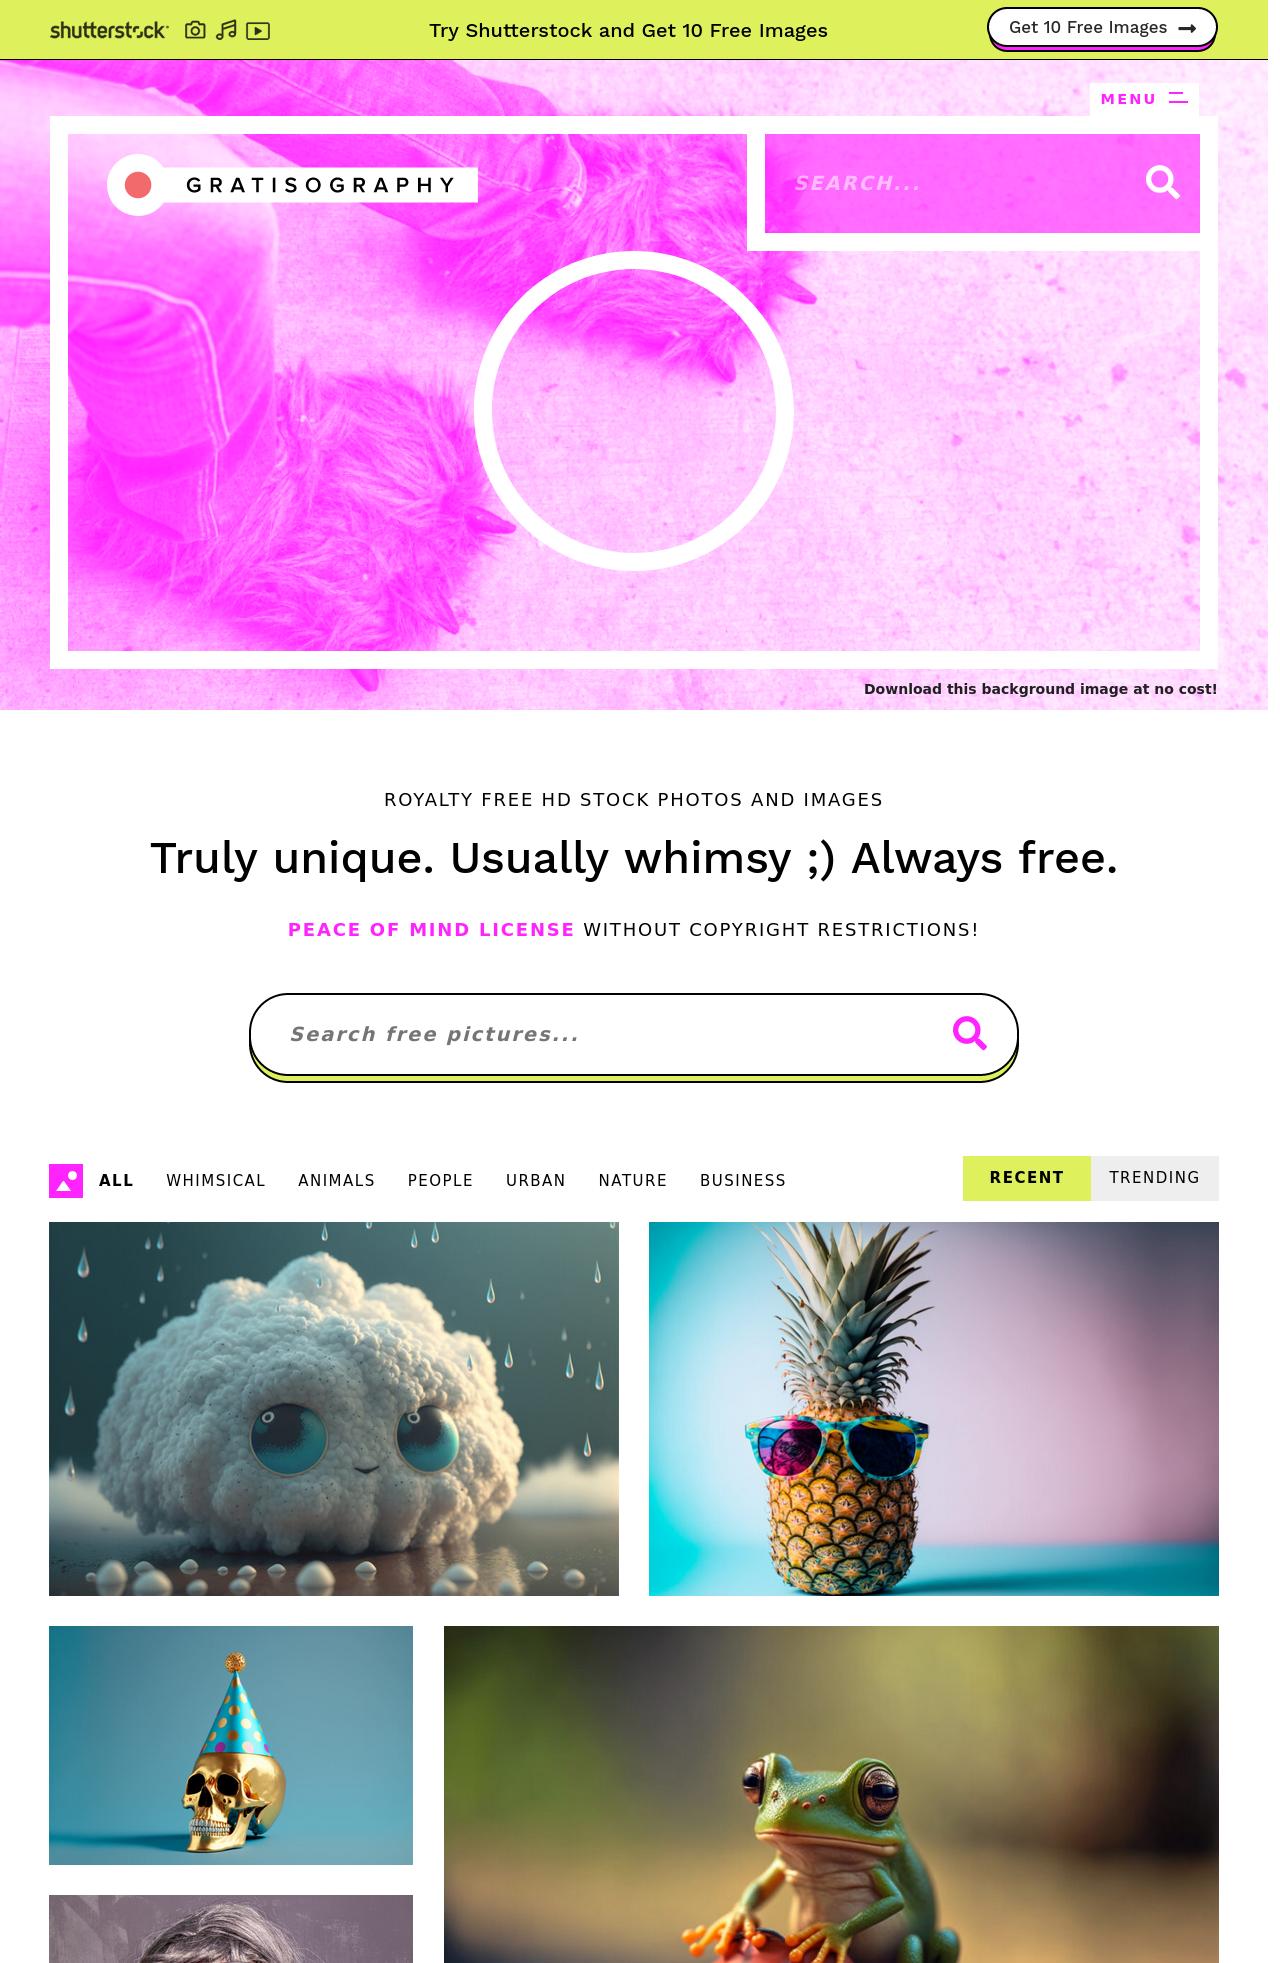 shutterstock
Try Shutterstock and Get 10 Free Images
Get 10 Free Images
MENU
GRATISOGRAPHY
SEARCH...
Download this background image at no cost!
ROYALTY FREE HD STOCK PHOTOS AND IMAGES
Truly unique. Usually whimsy ;) Always free.
PEACE OF MIND LICENSE WITHOUT COPYRIGHT RESTRICTIONS!
Search free pictures...
ALL WHIMSICAL ANIMALS PEOPLE URBAN NATURE BUSINESS
RECENT TRENDING